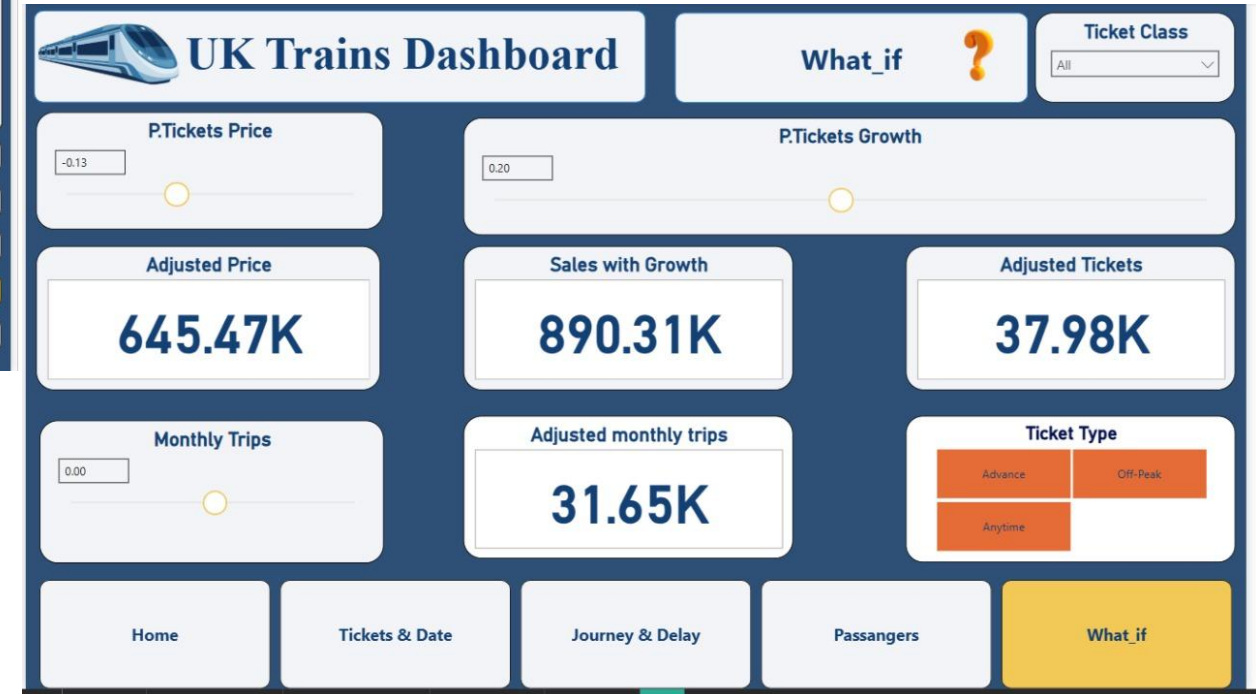 UK Trains Dashboard
What_if
?
Ticket Class
All
P.Tickets Price
-0.13
P.Tickets Growth
0.20
Adjusted Price
645.47K
Sales with Growth
890.31K
Adjusted Tickets
37.98K
Monthly Trips
0.00
Adjusted monthly trips
31.65K
Ticket Type
Advance
Off-Peak
Anytime
Home
Tickets & Date
Journey & Delay
Passangers
What_if